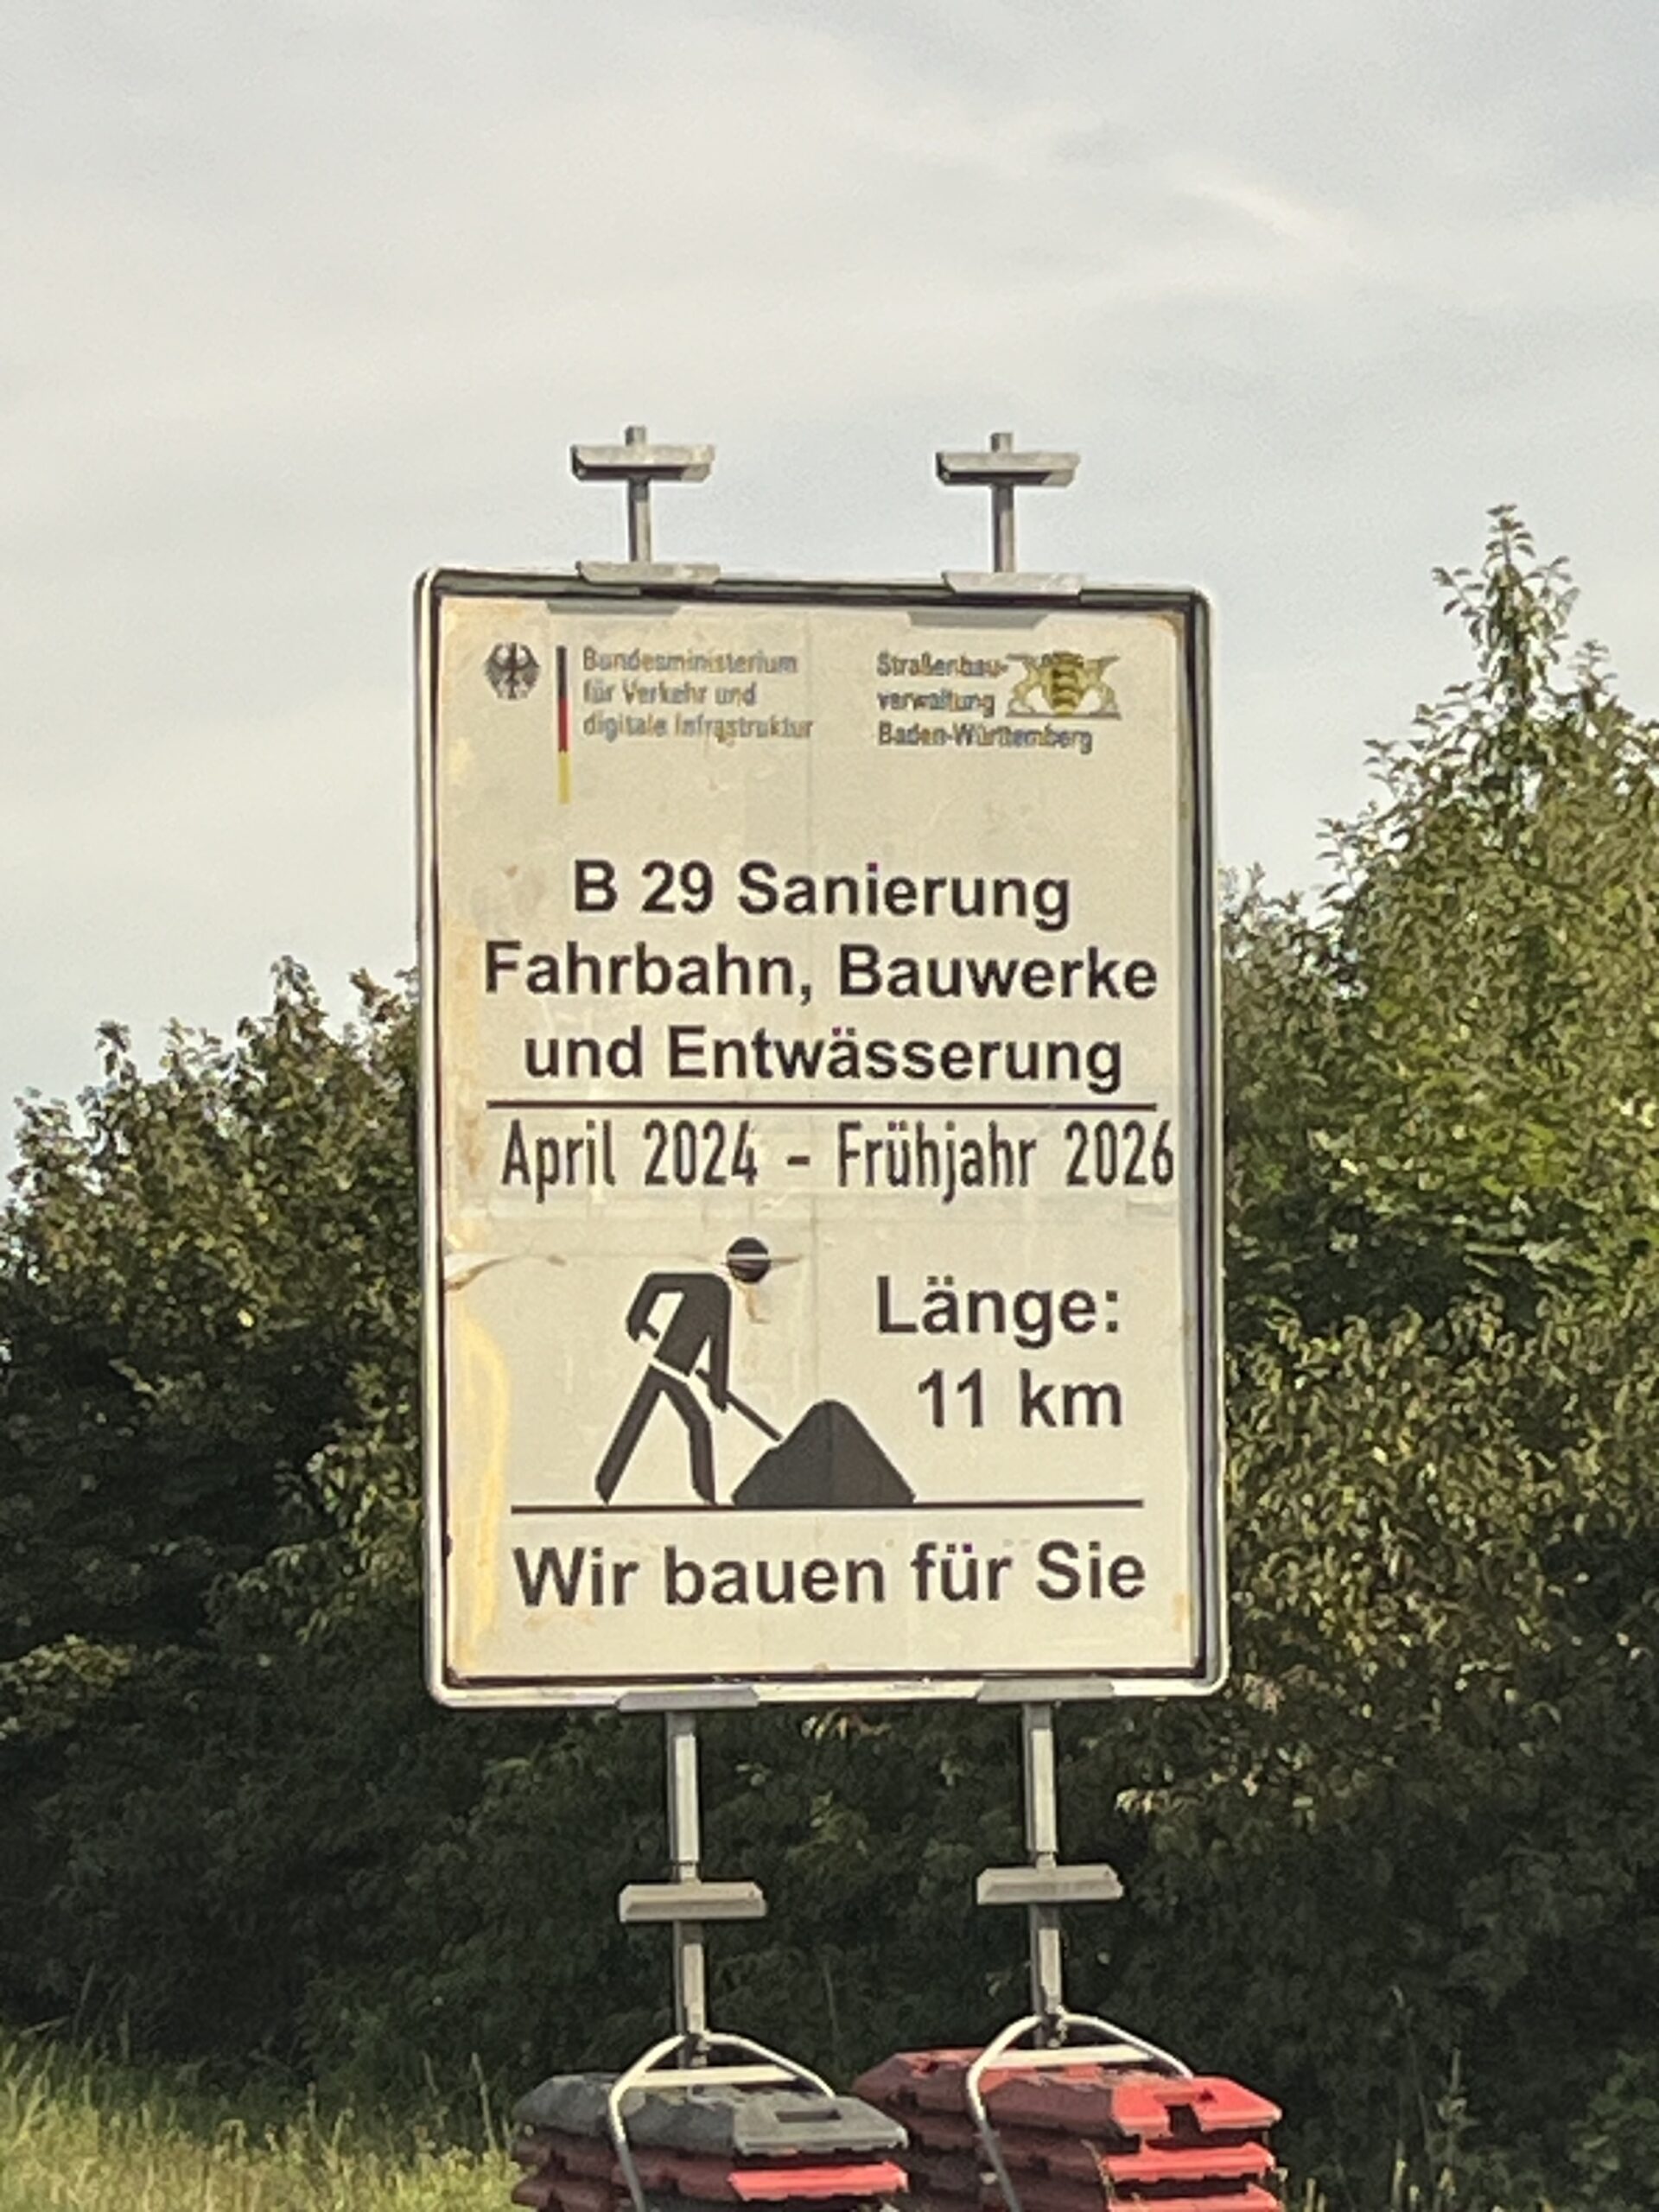 Bundesministerium
für Verkehr und
digitale Infrastruktur
Straßenbau-
verwaltung
Baden-Württemberg
B 29 Sanierung
Fahrbahn, Bauwerke
und Entwässerung
April 2024 - Frühjahr 2026
Länge:
11 km
Wir bauen für Sie